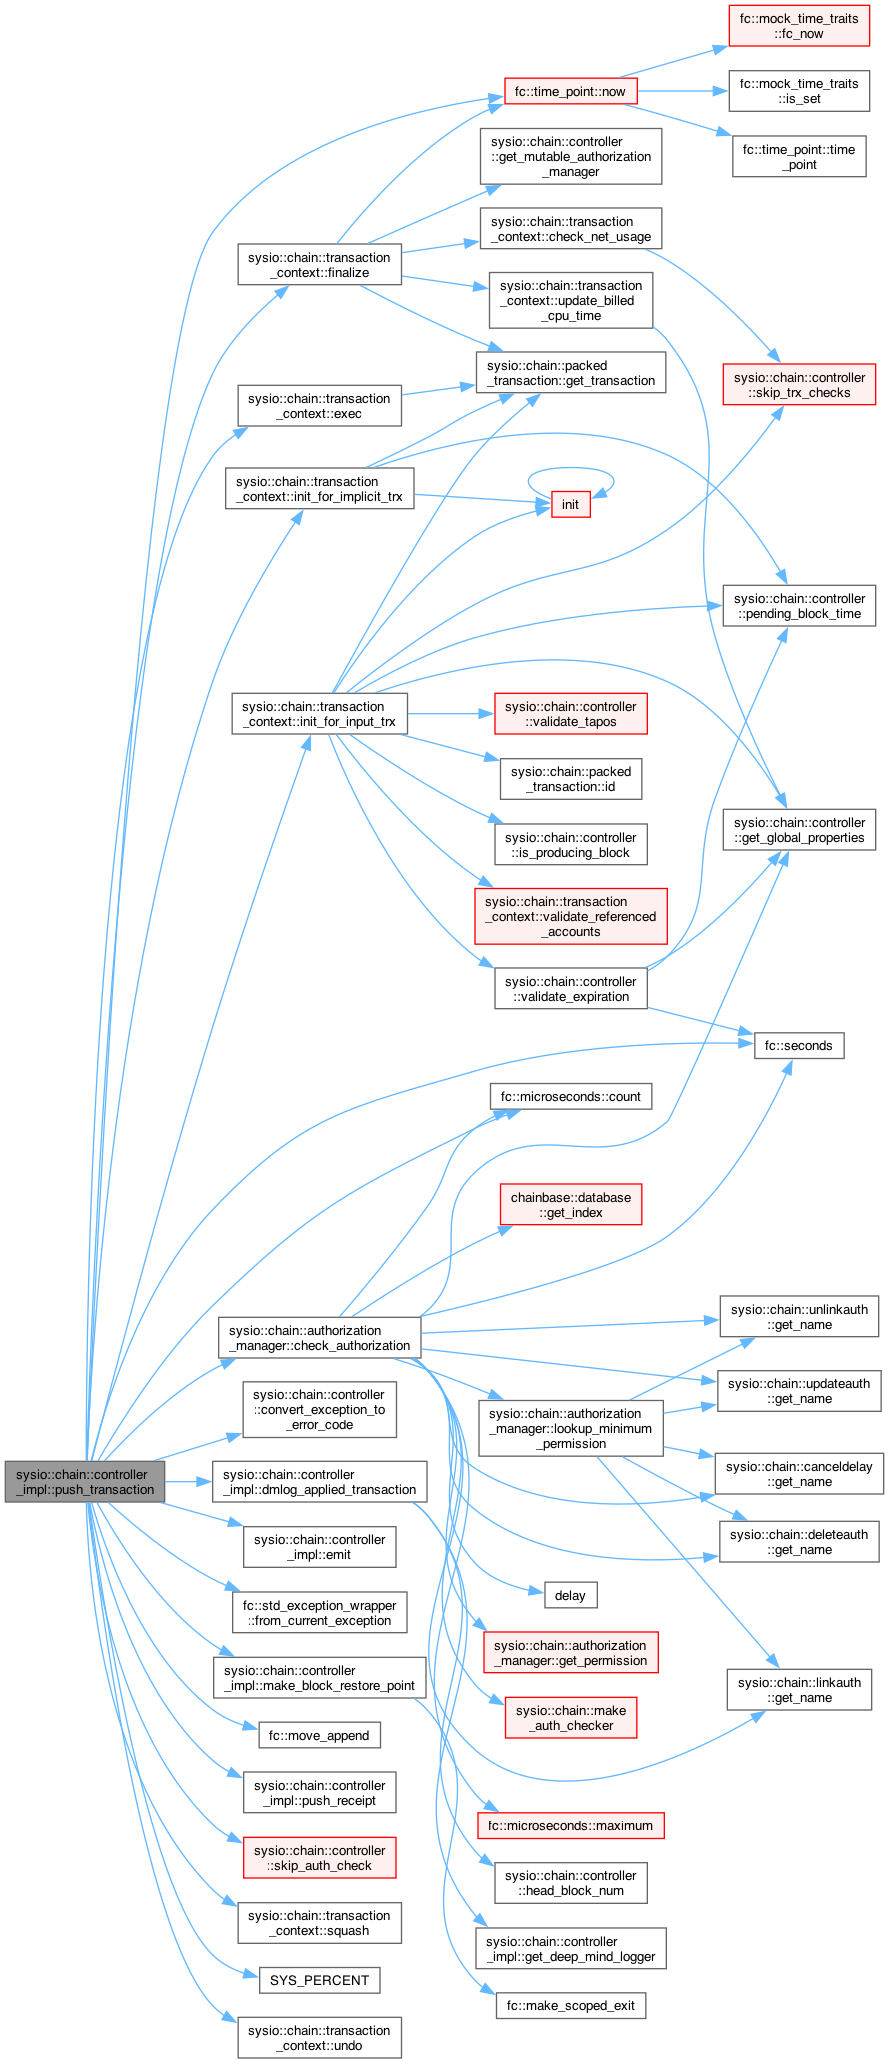 fc::mock_time_traits
::fc_now
fc::time_point::now
fc::mock_time_traits
::is_set
fc::time_point::time
_point
sysio::chain::controller
::get_mutable_authorization
_manager
sysio::chain::transaction
_context::check_net_usage
sysio::chain::transaction
_context::finalize
sysio::chain::transaction
_context::update_billed
_cpu_time
sysio::chain::packed
_transaction::get_transaction
sysio::chain::controller
::skip_trx_checks
sysio::chain::transaction
_context::exec
sysio::chain::transaction
_context::init_for_implicit_trx
init
sysio::chain::controller
::pending_block_time
sysio::chain::transaction
_context::init_for_input_trx
sysio::chain::controller
::validate_tapos
sysio::chain::packed
_transaction::id
sysio::chain::controller
::is_producing_block
sysio::chain::controller
::get_global_properties
sysio::chain::transaction
_context::validate_referenced
_accounts
sysio::chain::controller
::validate_expiration
fc::seconds
fc::microseconds::count
chainbase::database
::get_index
sysio::chain::authorization
_manager::check_authorization
sysio::chain::unlinkauth
::get_name
sysio::chain::updateauth
::get_name
sysio::chain::controller
::convert_exception_to
_error_code
sysio::chain::authorization
_manager::lookup_minimum
_permission
sysio::chain::controller
_impl::push_transaction
sysio::chain::controller
_impl::dmlog_applied_transaction
sysio::chain::canceldelay
::get_name
sysio::chain::controller
_impl::emit
sysio::chain::deleteauth
::get_name
fc::std_exception_wrapper
::from_current_exception
delay
sysio::chain::authorization
_manager::get_permission
sysio::chain::controller
_impl::make_block_restore_point
sysio::chain::linkauth
::get_name
sysio::chain::make
_auth_checker
fc::move_append
sysio::chain::controller
_impl::push_receipt
fc::microseconds::maximum
sysio::chain::controller
::skip_auth_check
sysio::chain::controller
::head_block_num
sysio::chain::transaction
_context::squash
sysio::chain::controller
_impl::get_deep_mind_logger
SYS_PERCENT
fc::make_scoped_exit
sysio::chain::transaction
_context::undo